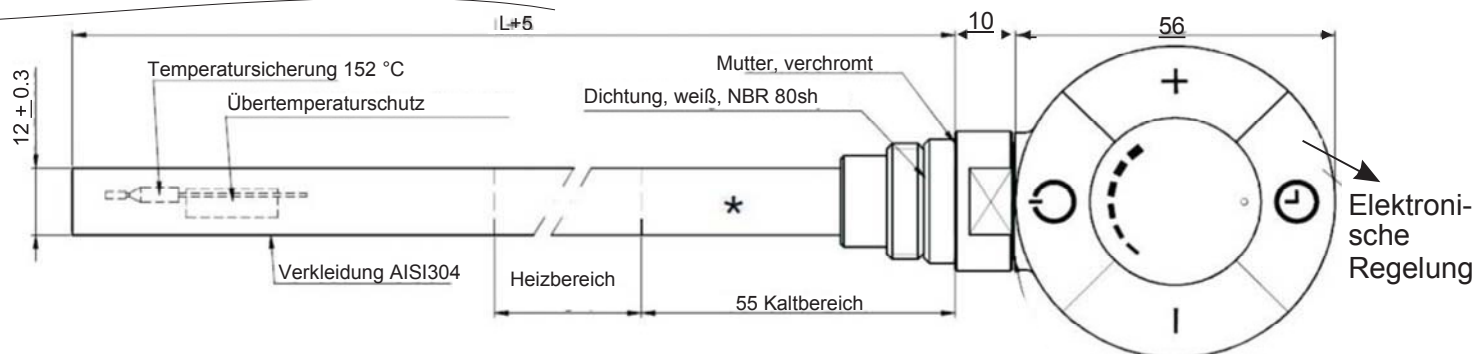 L+5
10
56
Temperatursicherung 152 °C
Mutter, verchromt
Übertemperaturschutz
Dichtung, weiß, NBR 80sh
12 ± 0.3
+
*
Elektroni-
sche
Regelung
Verkleidung AISI304
Heizbereich
55 Kaltbereich